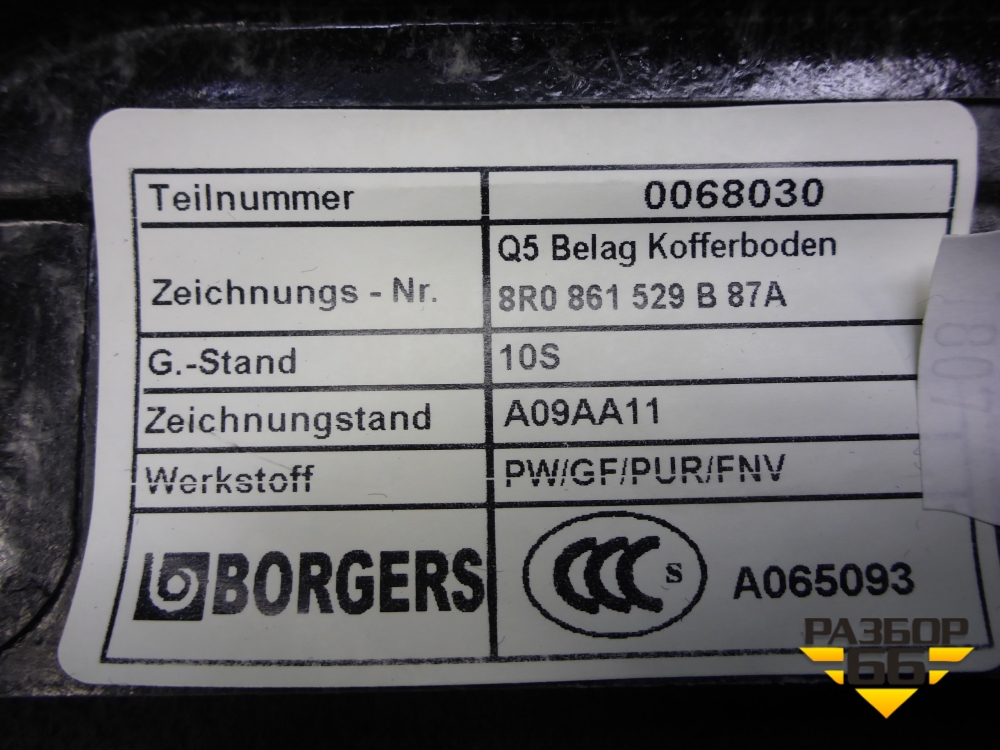 Teilnummer 0068030
Q5 Belag Kofferboden
Zeichnungs - Nr. 8R0 861 529 B 87A
G.-Stand 10S
Zeichnungstand A09AA11
Werkstoff PW/GF/PUR/FNV
BORGERS CCC S A065093
РАЗБОР
66